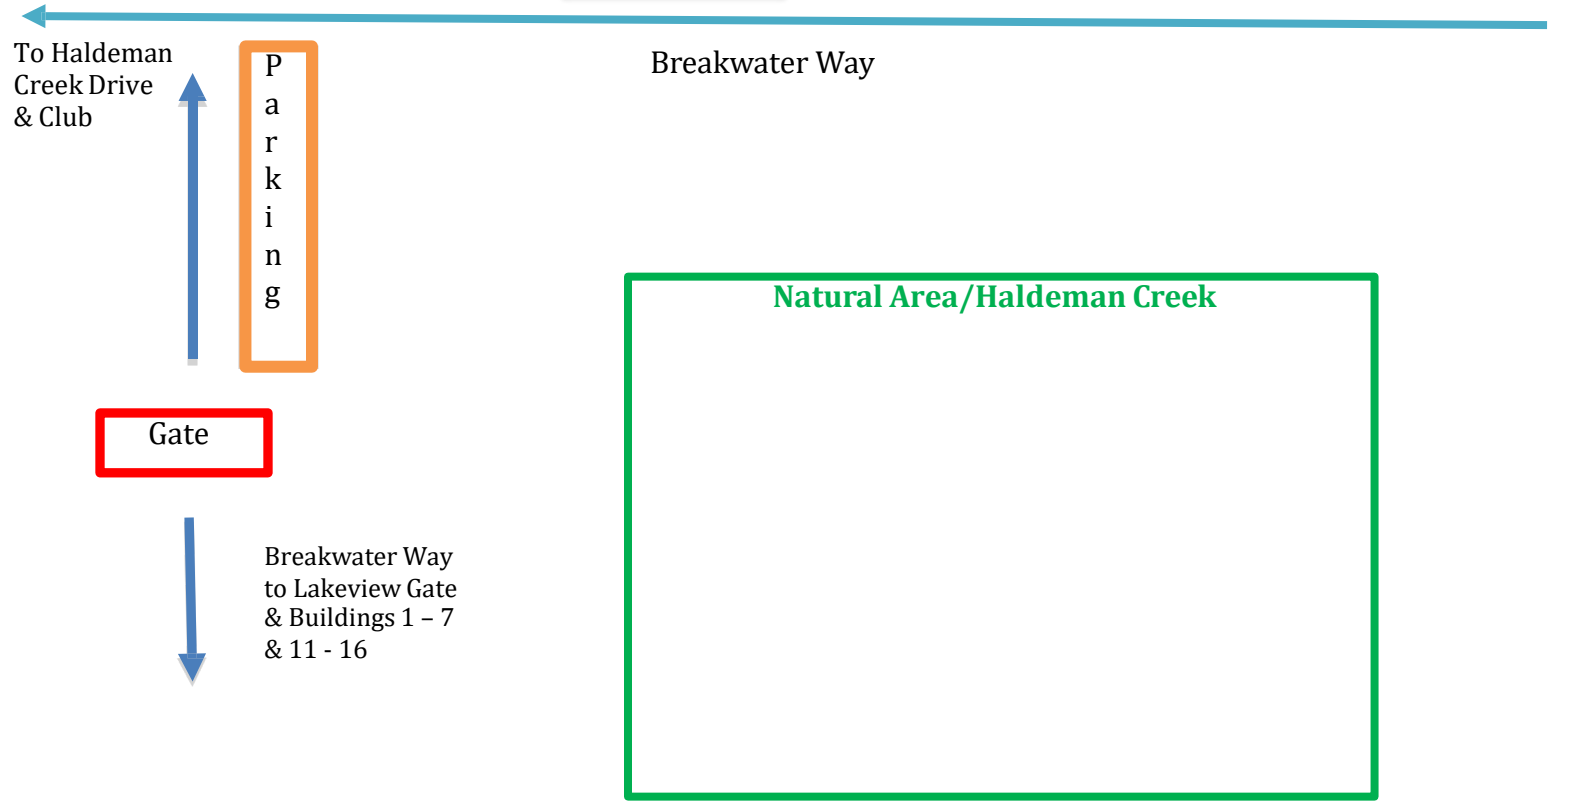 To Haldeman
Creek Drive
& Club
P
a
r
k
i
n
g
Breakwater Way
Natural Area/Haldeman Creek
Gate
Breakwater Way
to Lakeview Gate
& Buildings 1 – 7
& 11 - 16